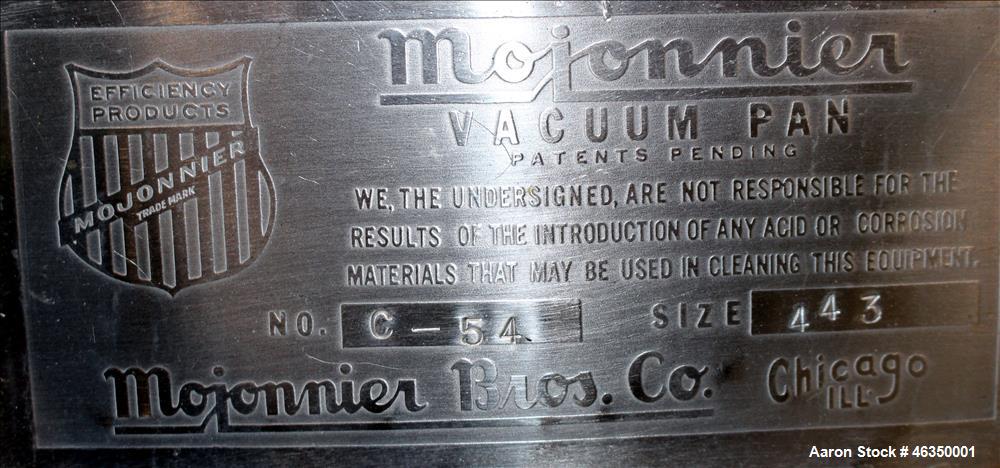 EFFICIENCY
PRODUCTS
MOJONNIER
TRADE MARK
Mojonnier
VACUUM PAN
PATENTS PENDING
WE, THE UNDERSIGNED, ARE NOT RESPONSIBLE FOR THE
RESULTS OF THE INTRODUCTION OF ANY ACID OR CORROSION
MATERIALS THAT MAY BE USED IN CLEANING THIS EQUIPMENT.
NO. C-54 SIZE 443
Mojonnier Bros. Co. Chicago
ILL
Aaron Stock # 46350001